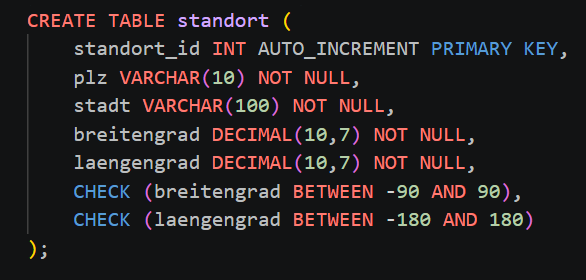 CREATE TABLE standort (
    standort_id INT AUTO_INCREMENT PRIMARY KEY,
    plz VARCHAR(10) NOT NULL,
    stadt VARCHAR(100) NOT NULL,
    breitengrad DECIMAL(10,7) NOT NULL,
    laengengrad DECIMAL(10,7) NOT NULL,
    CHECK (breitengrad BETWEEN -90 AND 90),
    CHECK (laengengrad BETWEEN -180 AND 180)
);